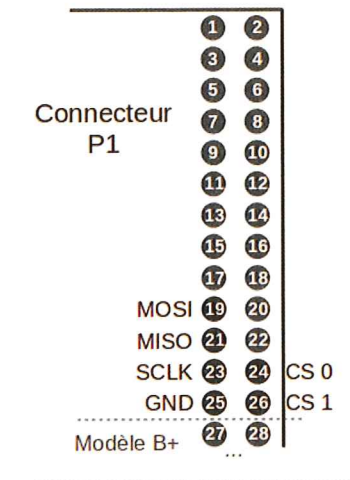 1 2
3 4
5 6
Connecteur
P1
7 8
9 10
11 12
13 14
15 16
17 18
MOSI 19 20
MISO 21 22
SCLK 23 24 CS 0
GND 25 26 CS 1
Modèle B+ 27 28
...